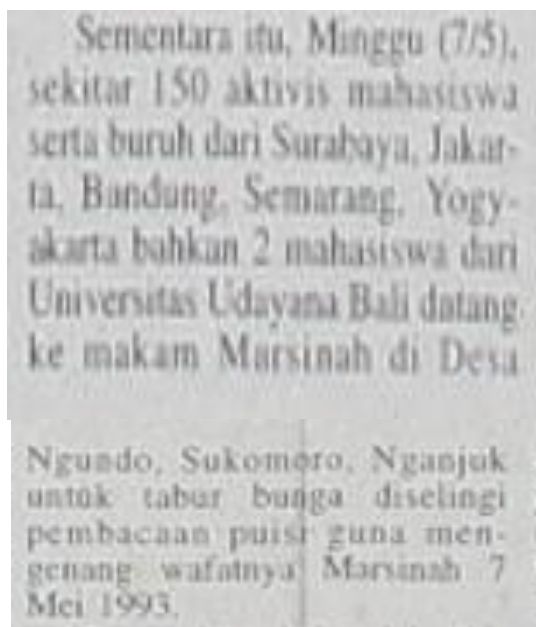 Sementara itu, Minggu (7/5),
sekitar 150 aktivis mahasiswa
serta buruh dari Surabaya, Jakar-
ta, Bandung, Semarang, Yogy-
akarta bahkan 2 mahasiswa dari
Universitas Udayana Bali datang
ke makam Marsinah di Desa
Ngundo, Sukomoro, Nganjuk
untuk tabur bunga diselingi
pembacaan puisi guna men-
genang wafatnya Marsinah 7
Mei 1993.